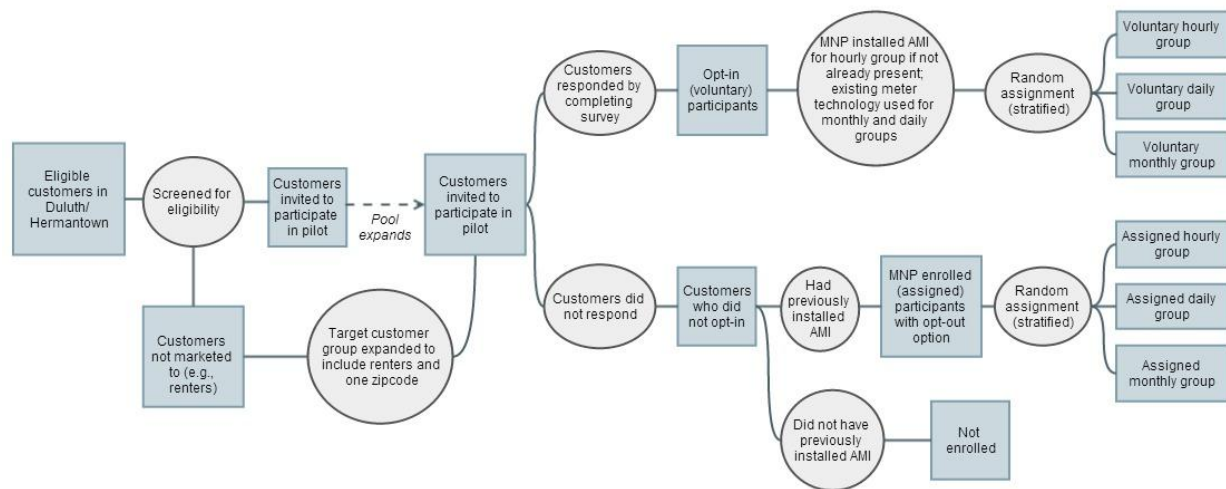 Eligible
customers in
Duluth/
Hermantown
Screened for
eligibility
Customers
invited to
participate
in pilot
Pool
expands
Customers
invited to
participate in
pilot
Customers
not marketed
to (e.g.,
renters)
Target customer
group expanded to
include renters and
one zipcode
Customers
responded by
completing
survey
Opt-in
(voluntary)
participants
MNP installed AMI
for hourly group if not
already present;
existing meter
technology used for
monthly and daily
groups
Random
assignment
(stratified)
Voluntary hourly
group
Voluntary daily
group
Voluntary
monthly group
Customers did
not respond
Customers
who did
not opt-in
Had
previously
installed
AMI
MNP enrolled
(assigned)
participants
with opt-out
option
Random
assignment
(stratified)
Assigned hourly
group
Assigned daily
group
Assigned
monthly group
Did not have
previously
installed AMI
Not
enrolled